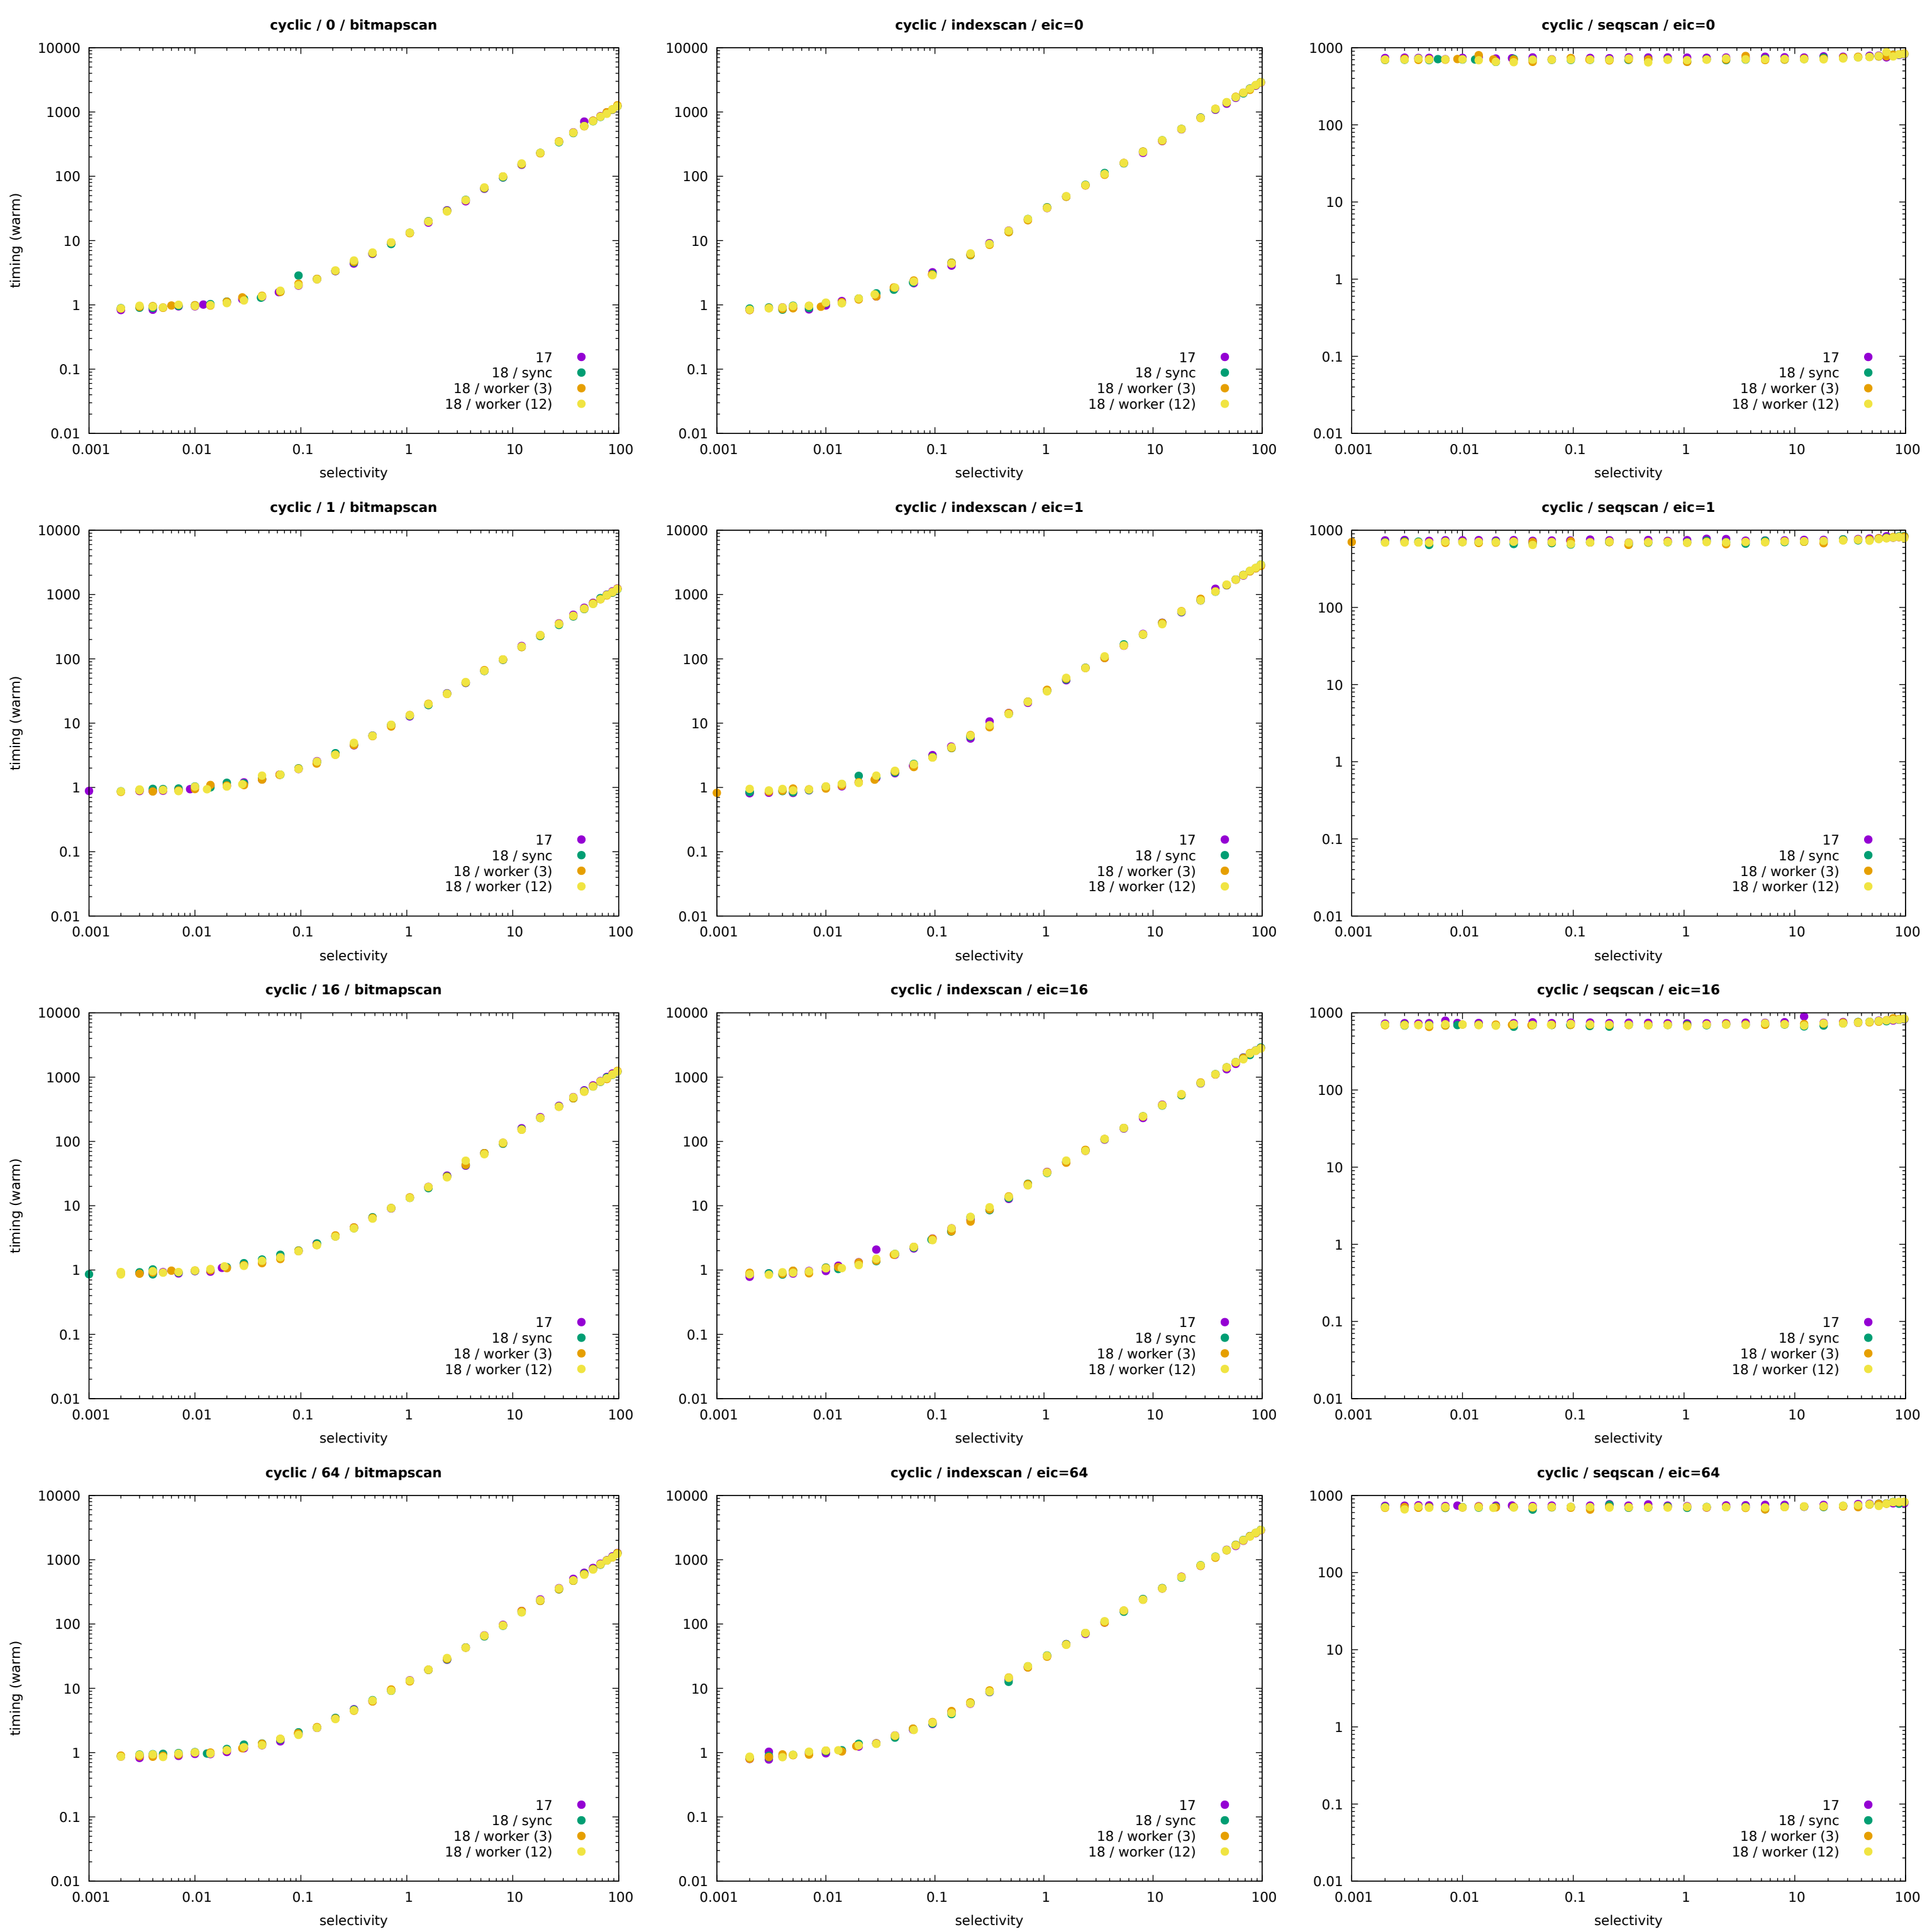 cyclic / 0 / bitmapscan
timing (warm)
10000
1000
100
10
1
0.1
0.01
17
18 / sync
18 / worker (3)
18 / worker (12)
0.001 0.01 0.1 1 10 100
selectivity
cyclic / indexscan / eic=0
10000
1000
100
10
1
0.1
0.01
17
18 / sync
18 / worker (3)
18 / worker (12)
0.001 0.01 0.1 1 10 100
selectivity
cyclic / seqscan / eic=0
1000
100
10
1
0.1
0.01
17
18 / sync
18 / worker (3)
18 / worker (12)
0.001 0.01 0.1 1 10 100
selectivity
cyclic / 1 / bitmapscan
timing (warm)
10000
1000
100
10
1
0.1
0.01
17
18 / sync
18 / worker (3)
18 / worker (12)
0.001 0.01 0.1 1 10 100
selectivity
cyclic / indexscan / eic=1
10000
1000
100
10
1
0.1
0.01
17
18 / sync
18 / worker (3)
18 / worker (12)
0.001 0.01 0.1 1 10 100
selectivity
cyclic / seqscan / eic=1
1000
100
10
1
0.1
0.01
17
18 / sync
18 / worker (3)
18 / worker (12)
0.001 0.01 0.1 1 10 100
selectivity
cyclic / 16 / bitmapscan
timing (warm)
10000
1000
100
10
1
0.1
0.01
17
18 / sync
18 / worker (3)
18 / worker (12)
0.001 0.01 0.1 1 10 100
selectivity
cyclic / indexscan / eic=16
10000
1000
100
10
1
0.1
0.01
17
18 / sync
18 / worker (3)
18 / worker (12)
0.001 0.01 0.1 1 10 100
selectivity
cyclic / seqscan / eic=16
1000
100
10
1
0.1
0.01
17
18 / sync
18 / worker (3)
18 / worker (12)
0.001 0.01 0.1 1 10 100
selectivity
cyclic / 64 / bitmapscan
timing (warm)
10000
1000
100
10
1
0.1
0.01
17
18 / sync
18 / worker (3)
18 / worker (12)
0.001 0.01 0.1 1 10 100
selectivity
cyclic / indexscan / eic=64
10000
1000
100
10
1
0.1
0.01
17
18 / sync
18 / worker (3)
18 / worker (12)
0.001 0.01 0.1 1 10 100
selectivity
cyclic / seqscan / eic=64
1000
100
10
1
0.1
0.01
17
18 / sync
18 / worker (3)
18 / worker (12)
0.001 0.01 0.1 1 10 100
selectivity